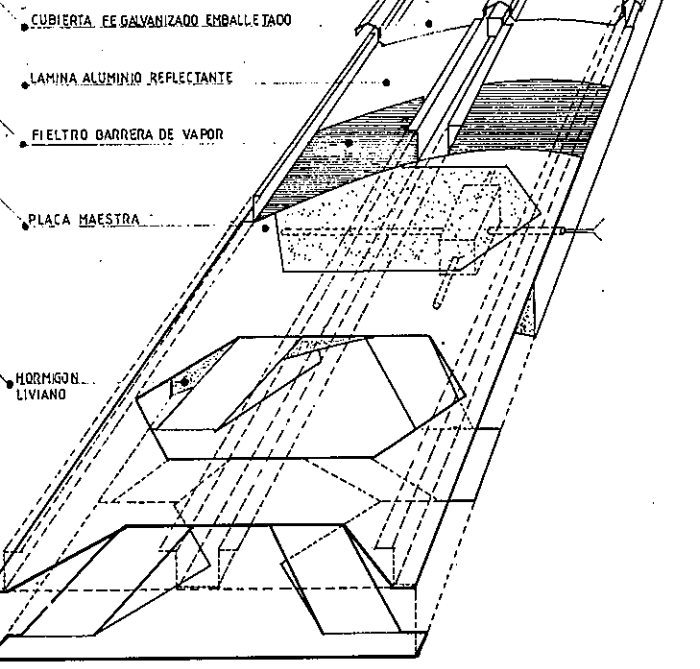 CUBIERTA FE GALVANIZADO EMBALLETADO
LAMINA ALUMINIO REFLECTANTE
FIELTRO BARRERA DE VAPOR
PLACA MAESTRA
HORMIGON
LIVIANO